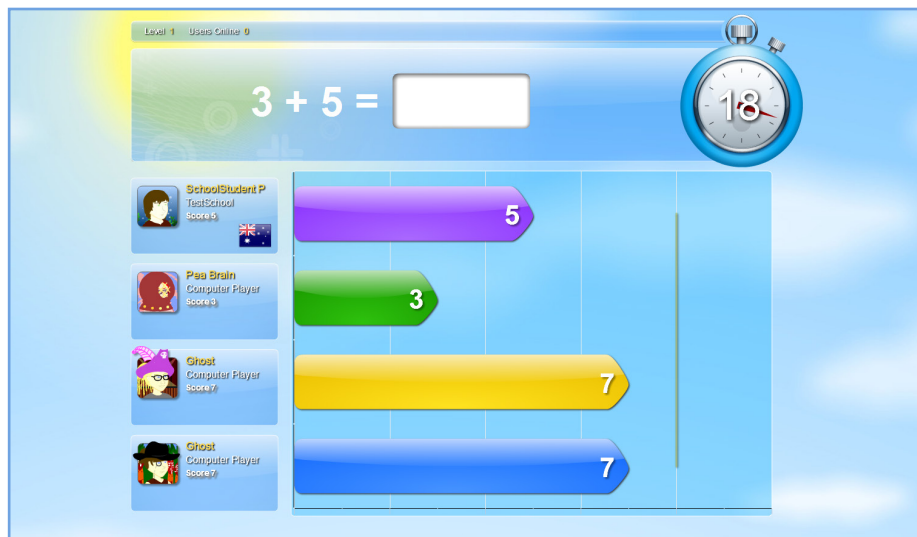 Level 1 Users Online 0
3 + 5 =
18
SchoolStudent P
TestSchool
Score 5
5
Pea Brain
Computer Player
Score 3
3
Ghost
Computer Player
Score 7
7
Ghost
Computer Player
Score 7
7